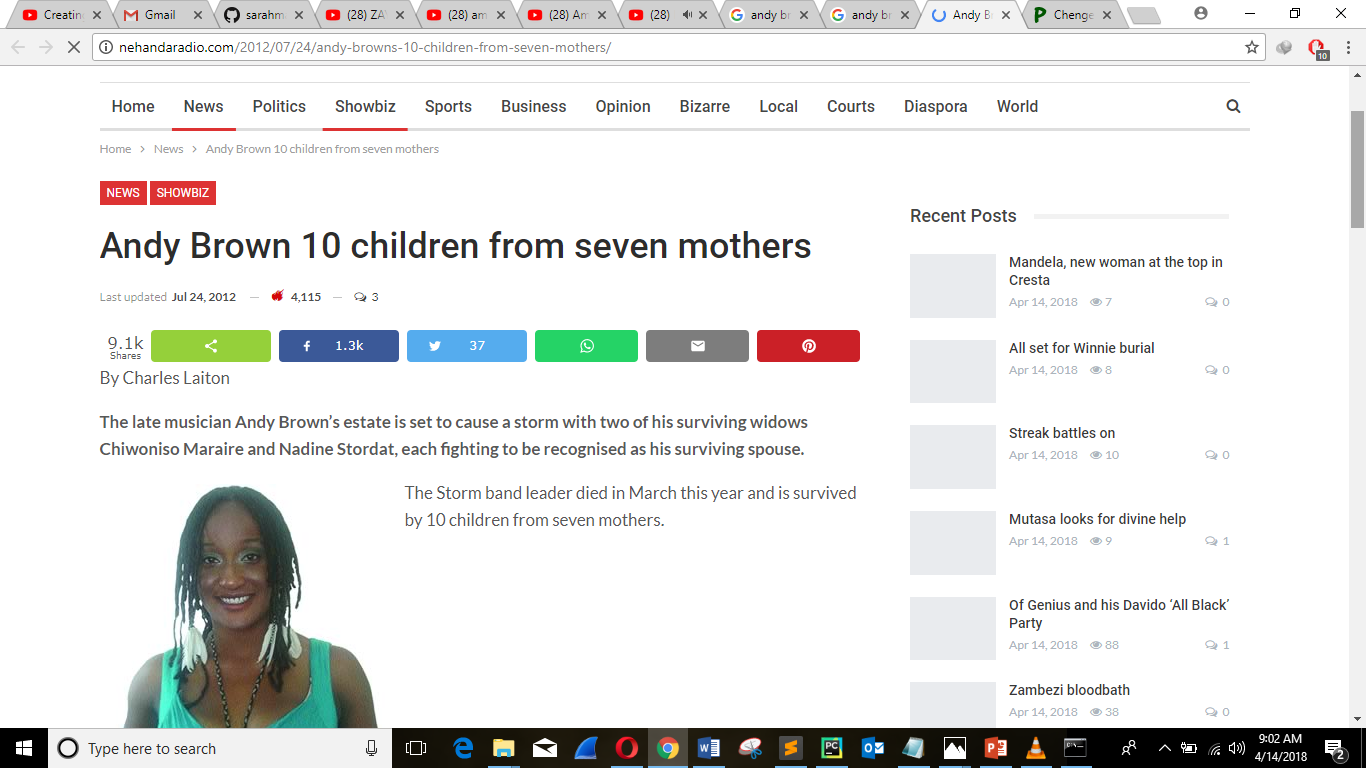 Creatin
Gmail
sarahm
(28) ZA
(28) am
(28) Am
(28)
andy br
andy br
Andy B
Chenge
nehandaradio.com/2012/07/24/andy-browns-10-children-from-seven-mothers/
10
Home News Politics Showbiz Sports Business Opinion Bizarre Local Courts Diaspora World
Home > News > Andy Brown 10 children from seven mothers
NEWS SHOWBIZ
Andy Brown 10 children from seven mothers
Last updated Jul 24, 2012 — 4,115 — 3
9.1k
Shares
1.3k
37
By Charles Laiton
The late musician Andy Brown’s estate is set to cause a storm with two of his surviving widows
Chiwoniso Maraire and Nadine Stordat, each fighting to be recognised as his surviving spouse.
The Storm band leader died in March this year and is survived
by 10 children from seven mothers.
Recent Posts
Mandela, new woman at the top in
Cresta
Apr 14, 2018 7 0
All set for Winnie burial
Apr 14, 2018 8 0
Streak battles on
Apr 14, 2018 10 0
Mutasa looks for divine help
Apr 14, 2018 9 1
Of Genius and his Davido ‘All Black’
Party
Apr 14, 2018 88 1
Zambezi bloodbath
Apr 14, 2018 38 0
Type here to search
9:02 AM
4/14/2018
2